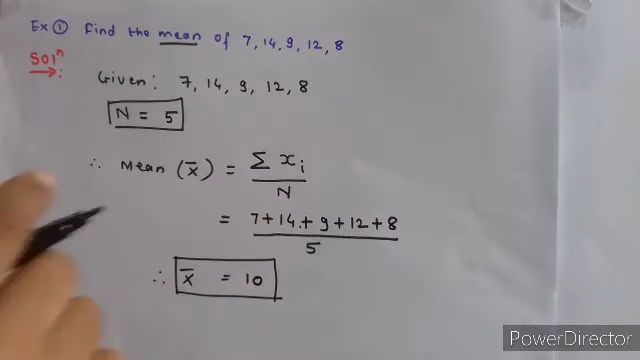 Ex ① Find the mean of 7, 14, 9, 12, 8
Solⁿ
Given: 7, 14, 9, 12, 8
N = 5
∴ Mean (x̄) = Σ xᵢ / N
= 7+14+9+12+8 / 5
∴ x̄ = 10
PowerDirector